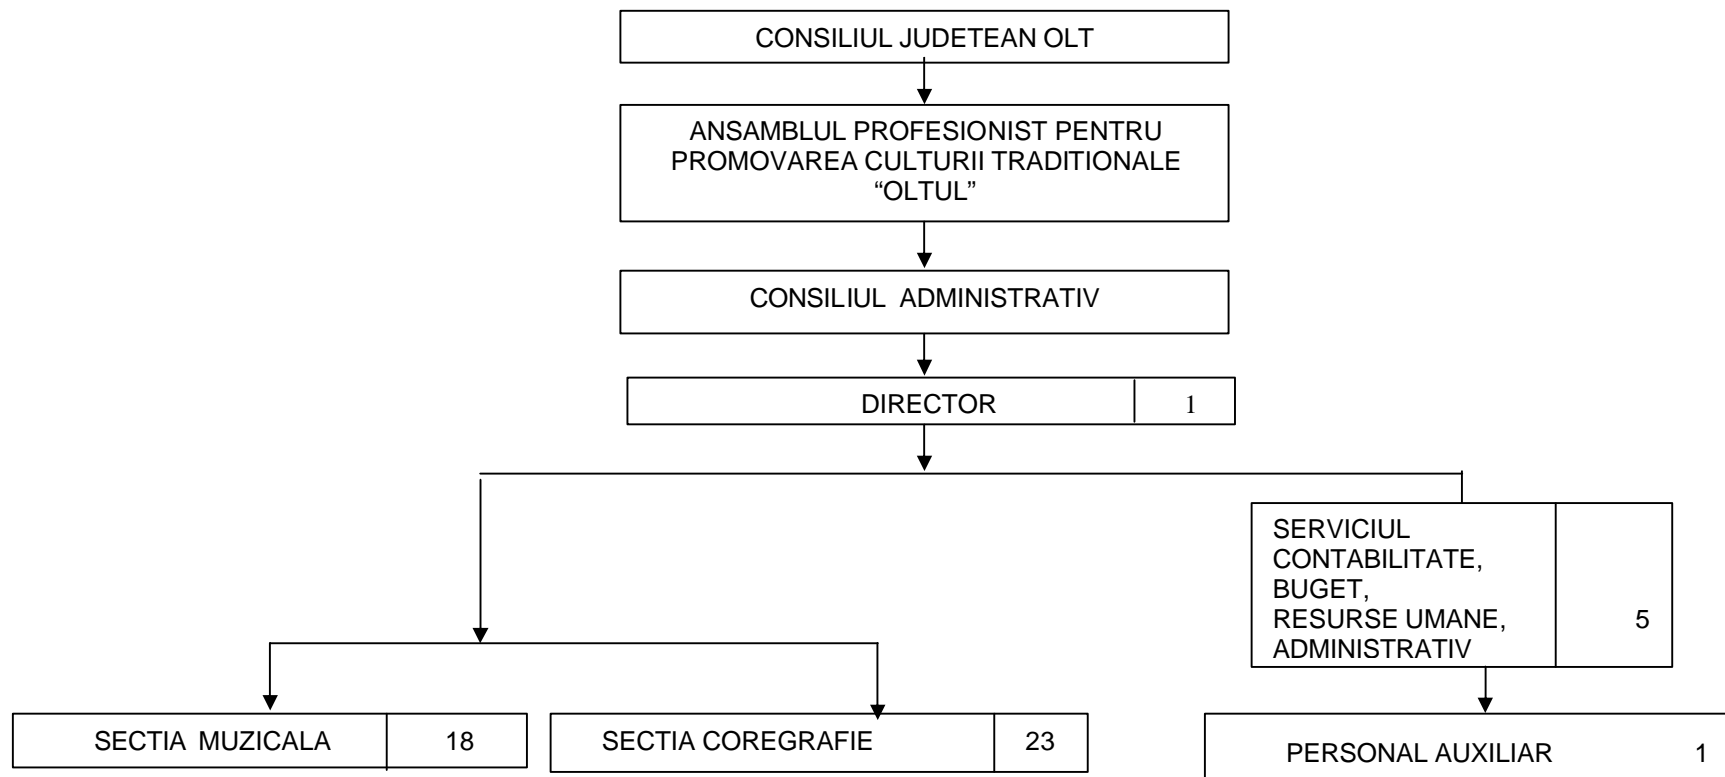 CONSILIUL JUDETEAN OLT
ANSAMBLUL PROFESIONIST PENTRU
PROMOVAREA CULTURII TRADITIONALE
“OLTUL”
CONSILIUL ADMINISTRATIV
DIRECTOR 1
SERVICIUL
CONTABILITATE,
BUGET,
RESURSE UMANE, 5
ADMINISTRATIV
SECTIA MUZICALA 18
SECTIA COREGRAFIE 23
PERSONAL AUXILIAR 1